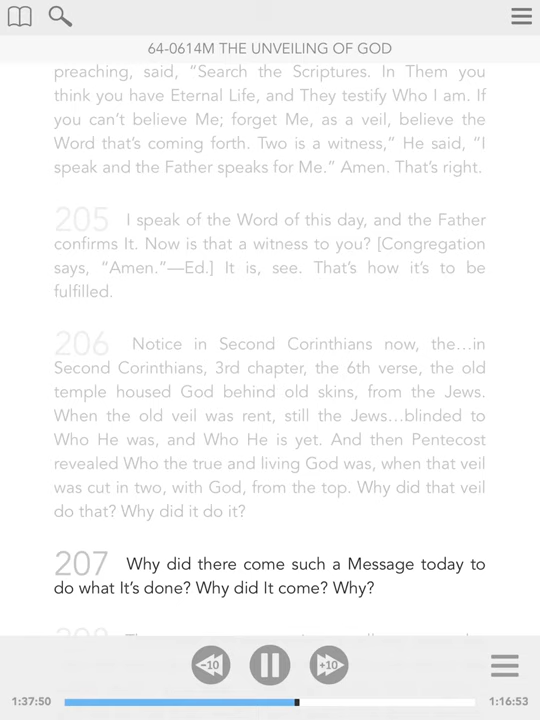 64-0614M THE UNVEILING OF GOD
preaching, said, “Search the Scriptures. In Them you
think you have Eternal Life, and They testify Who I am. If
you can’t believe Me; forget Me, as a veil, believe the
Word that’s coming forth. Two is a witness,” He said, “I
speak and the Father speaks for Me.” Amen. That’s right.
205 I speak of the Word of this day, and the Father
confirms It. Now is that a witness to you? [Congregation
says, “Amen.”—Ed.] It is, see. That’s how it’s to be
fulfilled.
206 Notice in Second Corinthians now, the…in
Second Corinthians, 3rd chapter, the 6th verse, the old
temple housed God behind old skins, from the Jews.
When the old veil was rent, still the Jews…blinded to
Who He was, and Who He is yet. And then Pentecost
revealed Who the true and living God was, when that veil
was cut in two, with God, from the top. Why did that veil
do that? Why did it do it?
207 Why did there come such a Message today to
do what It’s done? Why did It come? Why?
-10 +10
1:37:50 1:16:53